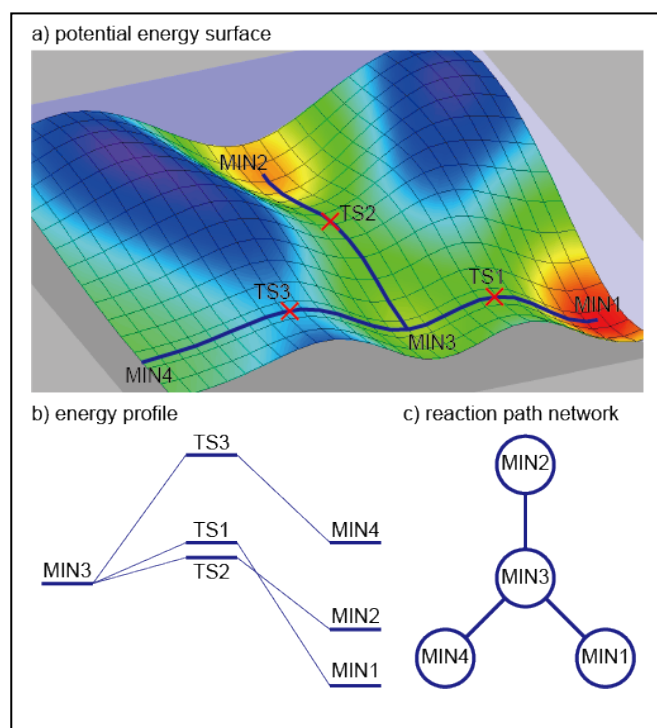 a) potential energy surface
MIN2
TS2
TS1
TS3
MIN1
MIN3
MIN4
b) energy profile
TS3
TS1
MIN4
MIN3
TS2
MIN2
MIN1
c) reaction path network
MIN2
MIN3
MIN4
MIN1